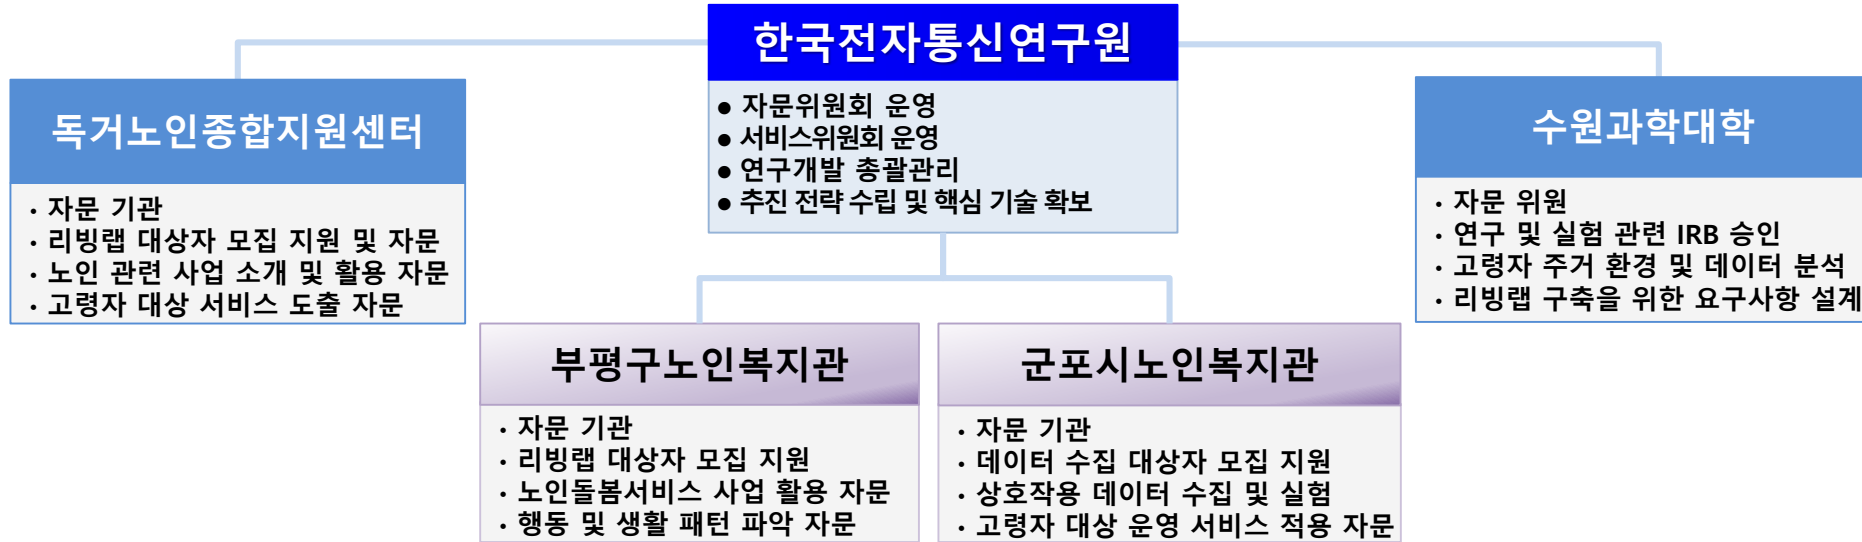 한국전자통신연구원
● 자문위원회 운영
● 서비스위원회 운영
● 연구개발 총괄관리
● 추진 전략 수립 및 핵심 기술 확보
독거노인종합지원센터
· 자문 기관
· 리빙랩 대상자 모집 지원 및 자문
· 노인 관련 사업 소개 및 활용 자문
· 고령자 대상 서비스 도출 자문
수원과학대학
· 자문 위원
· 연구 및 실험 관련 IRB 승인
· 고령자 주거 환경 및 데이터 분석
· 리빙랩 구축을 위한 요구사항 설계
부평구노인복지관
· 자문 기관
· 리빙랩 대상자 모집 지원
· 노인돌봄서비스 사업 활용 자문
· 행동 및 생활 패턴 파악 자문
군포시노인복지관
· 자문 기관
· 데이터 수집 대상자 모집 지원
· 상호작용 데이터 수집 및 실험
· 고령자 대상 운영 서비스 적용 자문